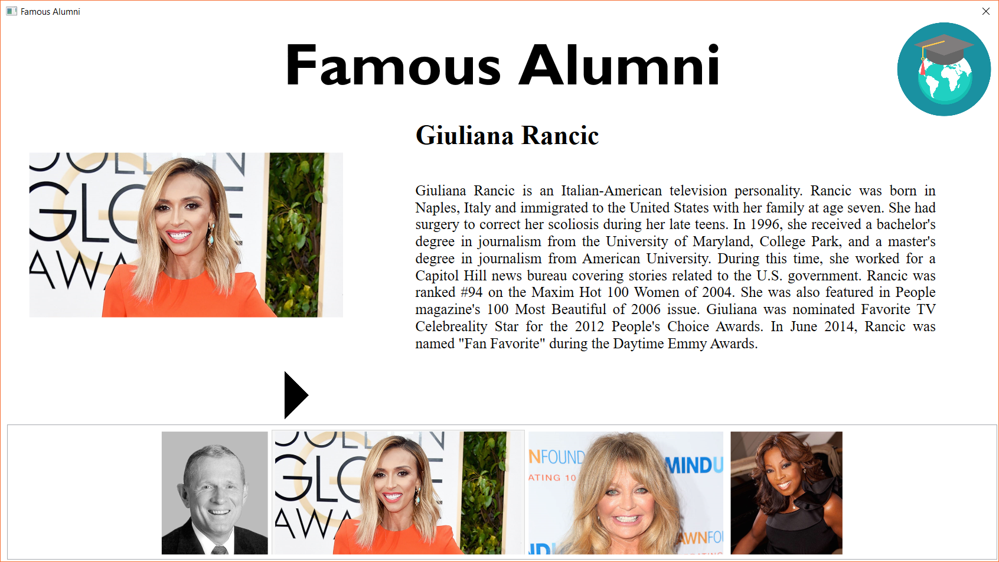 Famous Alumni
Famous Alumni
Giuliana Rancic
GOLDEN
GLOBE
AWA
Giuliana Rancic is an Italian-American television personality. Rancic was born in
Naples, Italy and immigrated to the United States with her family at age seven. She had
surgery to correct her scoliosis during her late teens. In 1996, she received a bachelor's
degree in journalism from the University of Maryland, College Park, and a master's
degree in journalism from American University. During this time, she worked for a
Capitol Hill news bureau covering stories related to the U.S. government. Rancic was
ranked #94 on the Maxim Hot 100 Women of 2004. She was also featured in People
magazine's 100 Most Beautiful of 2006 issue. Giuliana was nominated Favorite TV
Celebreality Star for the 2012 People's Choice Awards. In June 2014, Rancic was
named "Fan Favorite" during the Daytime Emmy Awards.
GOLDEN
GLOBE
AWA
NFOUND
ATING 10
MINDU
AWNFO
INDU